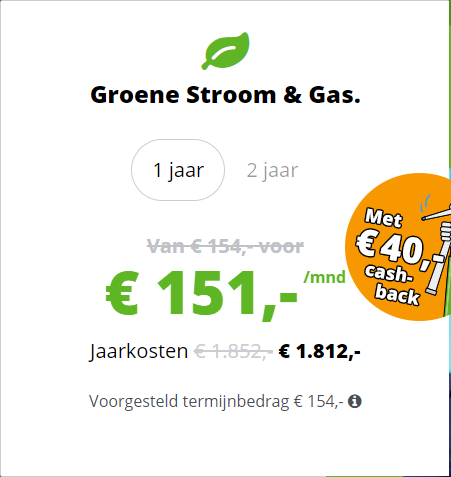 Groene Stroom & Gas.
1 jaar 2 jaar
Van € 154,- voor
€ 151,- /mnd
Met
€ 40,-
cash-
back
Jaarkosten € 1.852,- € 1.812,-
Voorgesteld termijnbedrag € 154,-